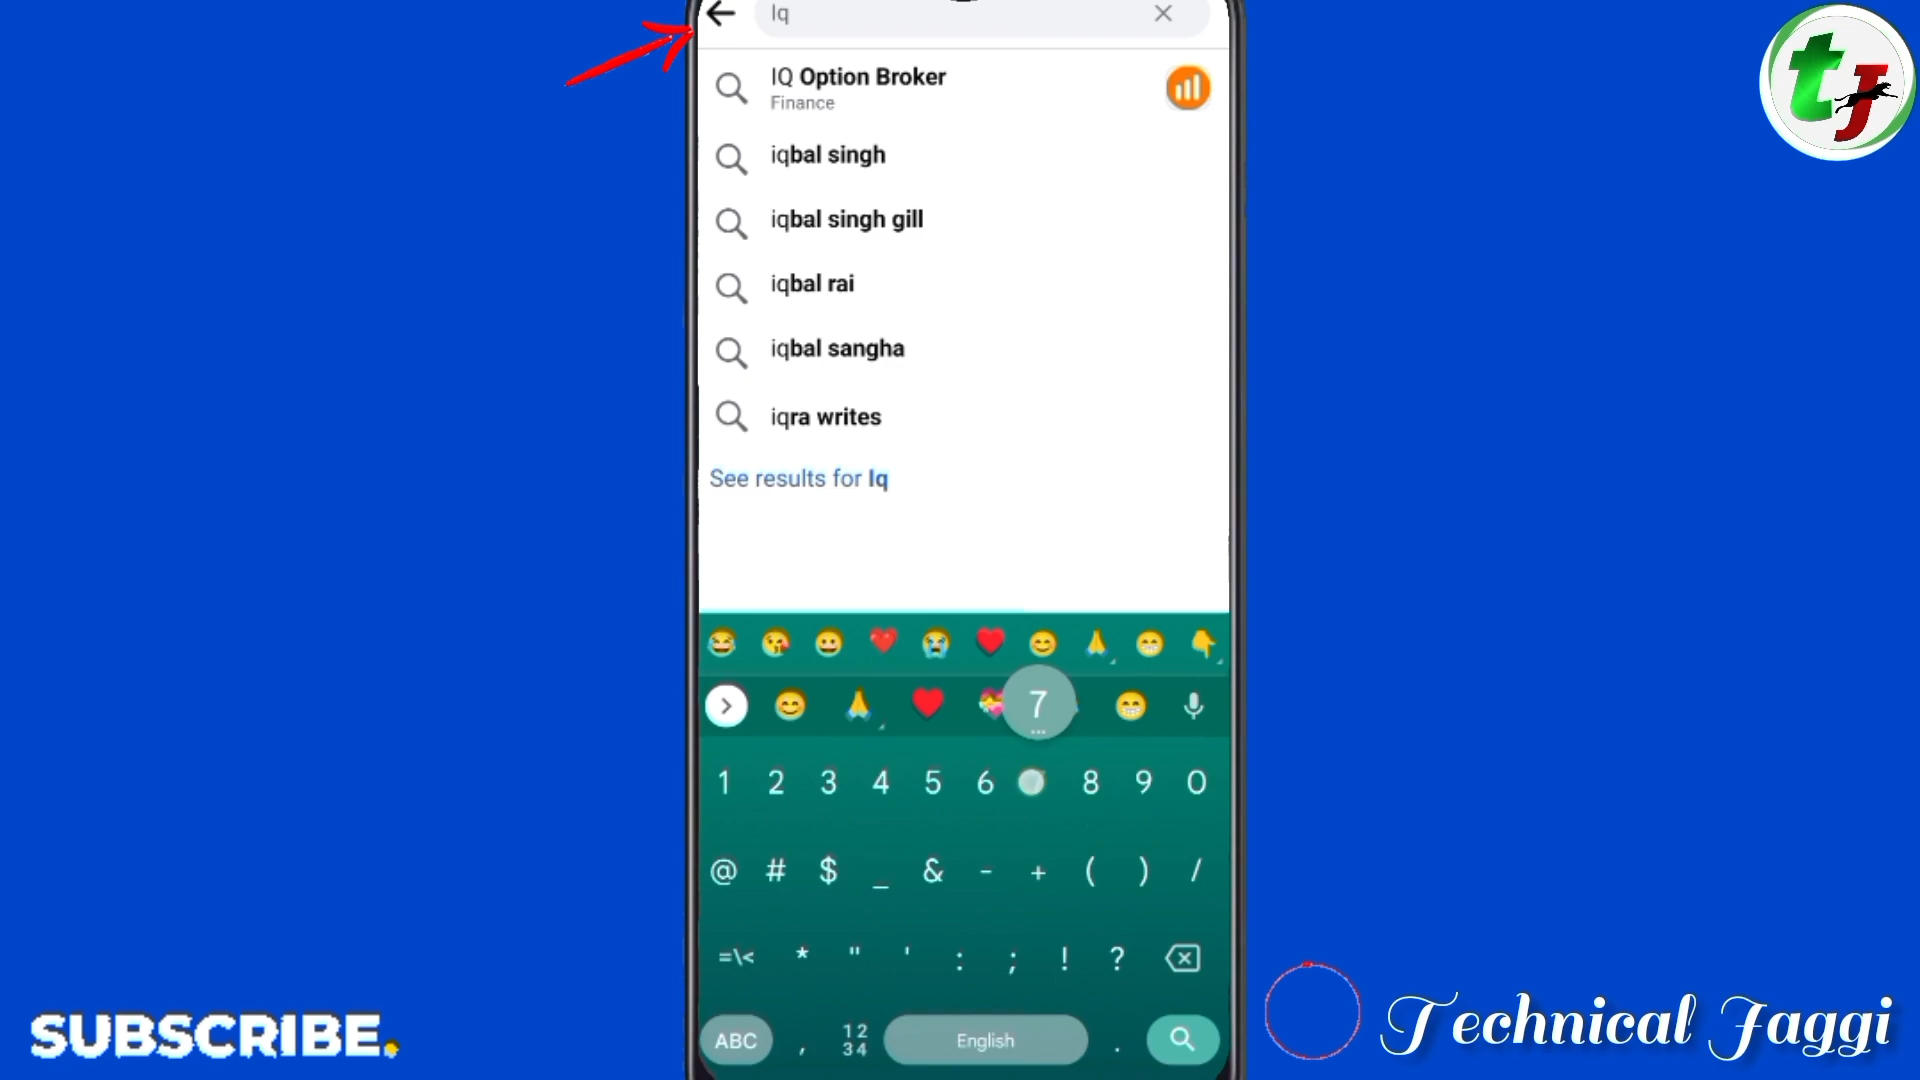 Iq
IQ Option Broker
Finance
iqbal singh
iqbal singh gill
iqbal rai
iqbal sangha
iqra writes
See results for Iq
7
1 2 3 4 5 6 8 9 0
@ # $ _ & - + ( ) /
=\< * " ' : ; ! ?
ABC , 12 34 English .
tJ
SUBSCRIBE.
Technical Jaggi